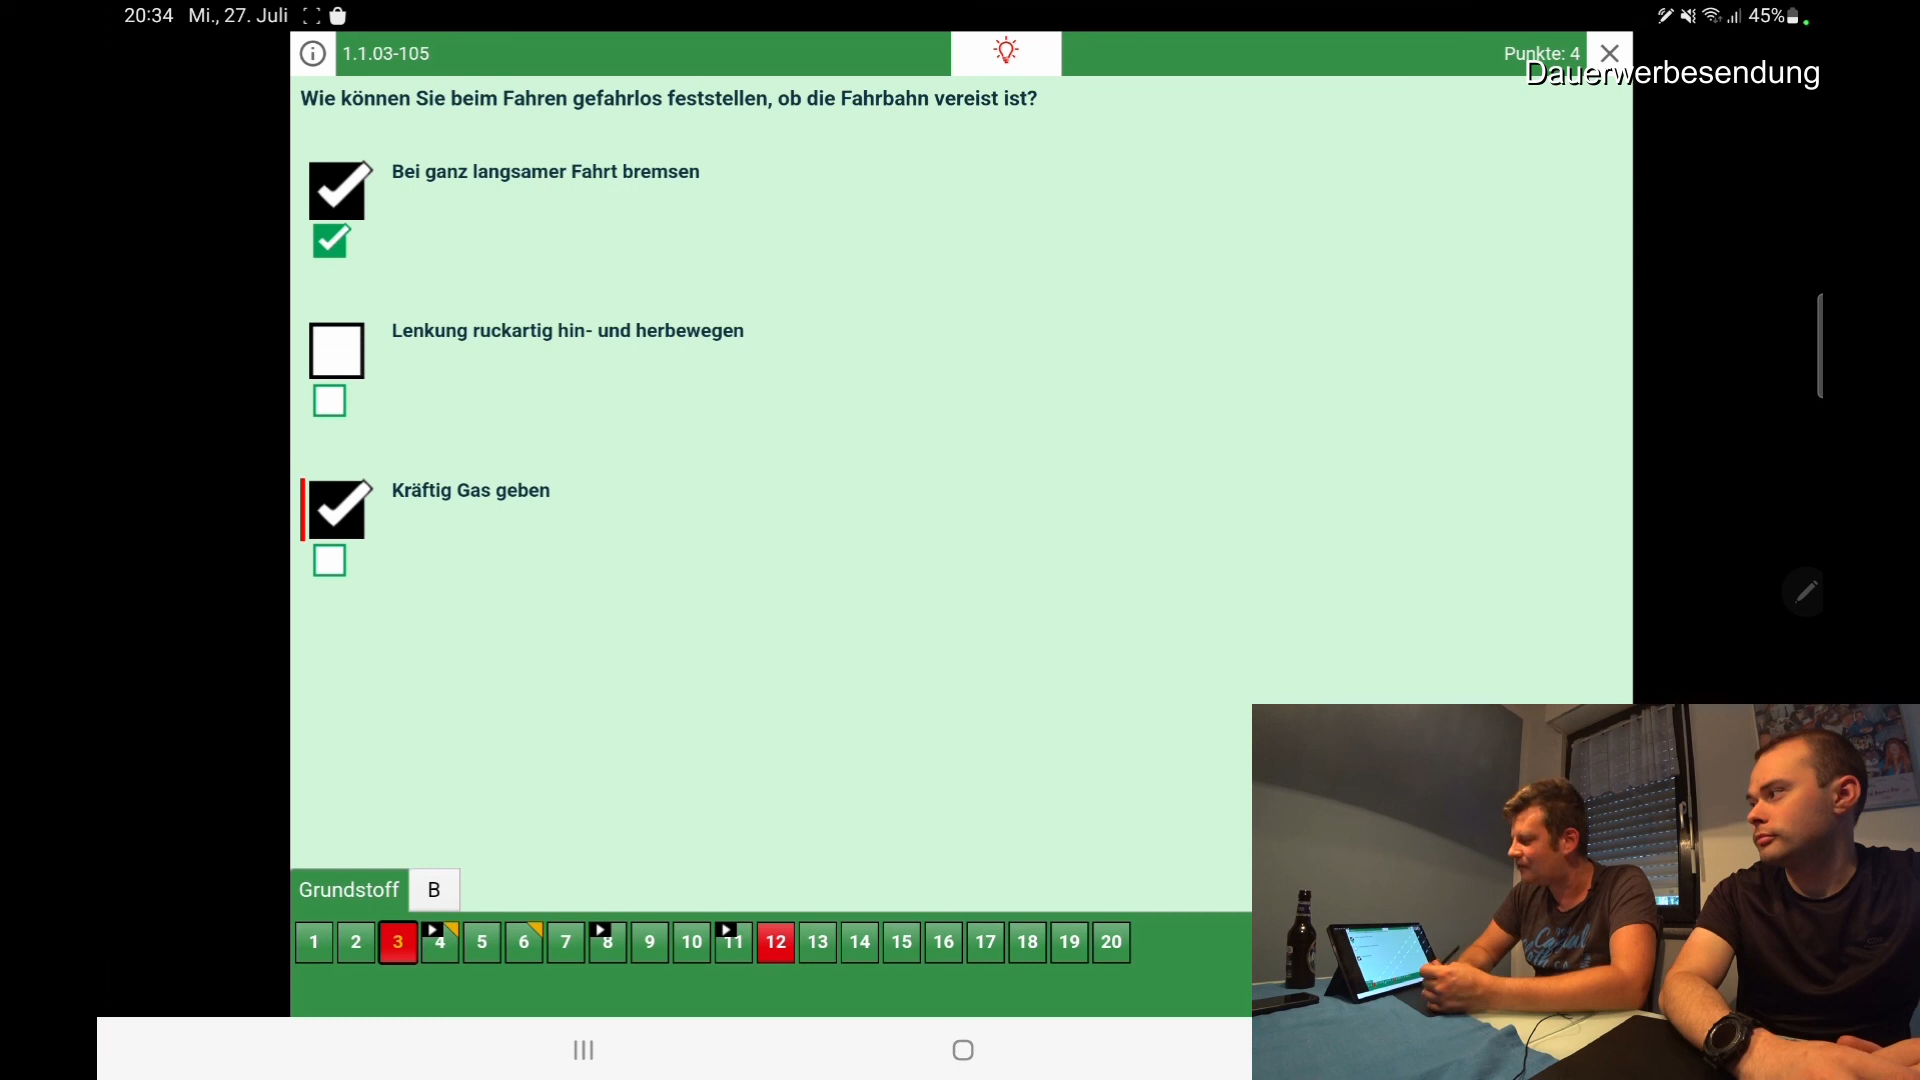 20:34 Mi., 27. Juli
45%
1.1.03-105
Punkte: 4
Dauerwerbesendung
Wie können Sie beim Fahren gefahrlos feststellen, ob die Fahrbahn vereist ist?
Bei ganz langsamer Fahrt bremsen
Lenkung ruckartig hin- und herbewegen
Kräftig Gas geben
Grundstoff B
1 2 3 4 5 6 7 8 9 10 11 12 13 14 15 16 17 18 19 20